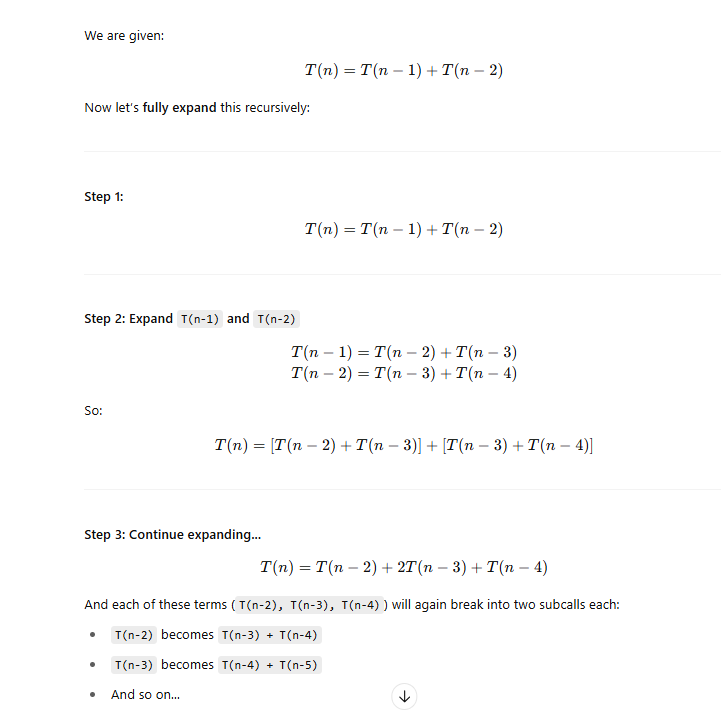 We are given:
T(n) = T(n − 1) + T(n − 2)
Now let's fully expand this recursively:
Step 1:
T(n) = T(n − 1) + T(n − 2)
Step 2: Expand T(n-1) and T(n-2)
T(n − 1) = T(n − 2) + T(n − 3)
T(n − 2) = T(n − 3) + T(n − 4)
So:
T(n) = [T(n − 2) + T(n − 3)] + [T(n − 3) + T(n − 4)]
Step 3: Continue expanding...
T(n) = T(n − 2) + 2T(n − 3) + T(n − 4)
And each of these terms ( T(n-2), T(n-3), T(n-4) ) will again break into two subcalls each:
• T(n-2) becomes T(n-3) + T(n-4)
• T(n-3) becomes T(n-4) + T(n-5)
• And so on...